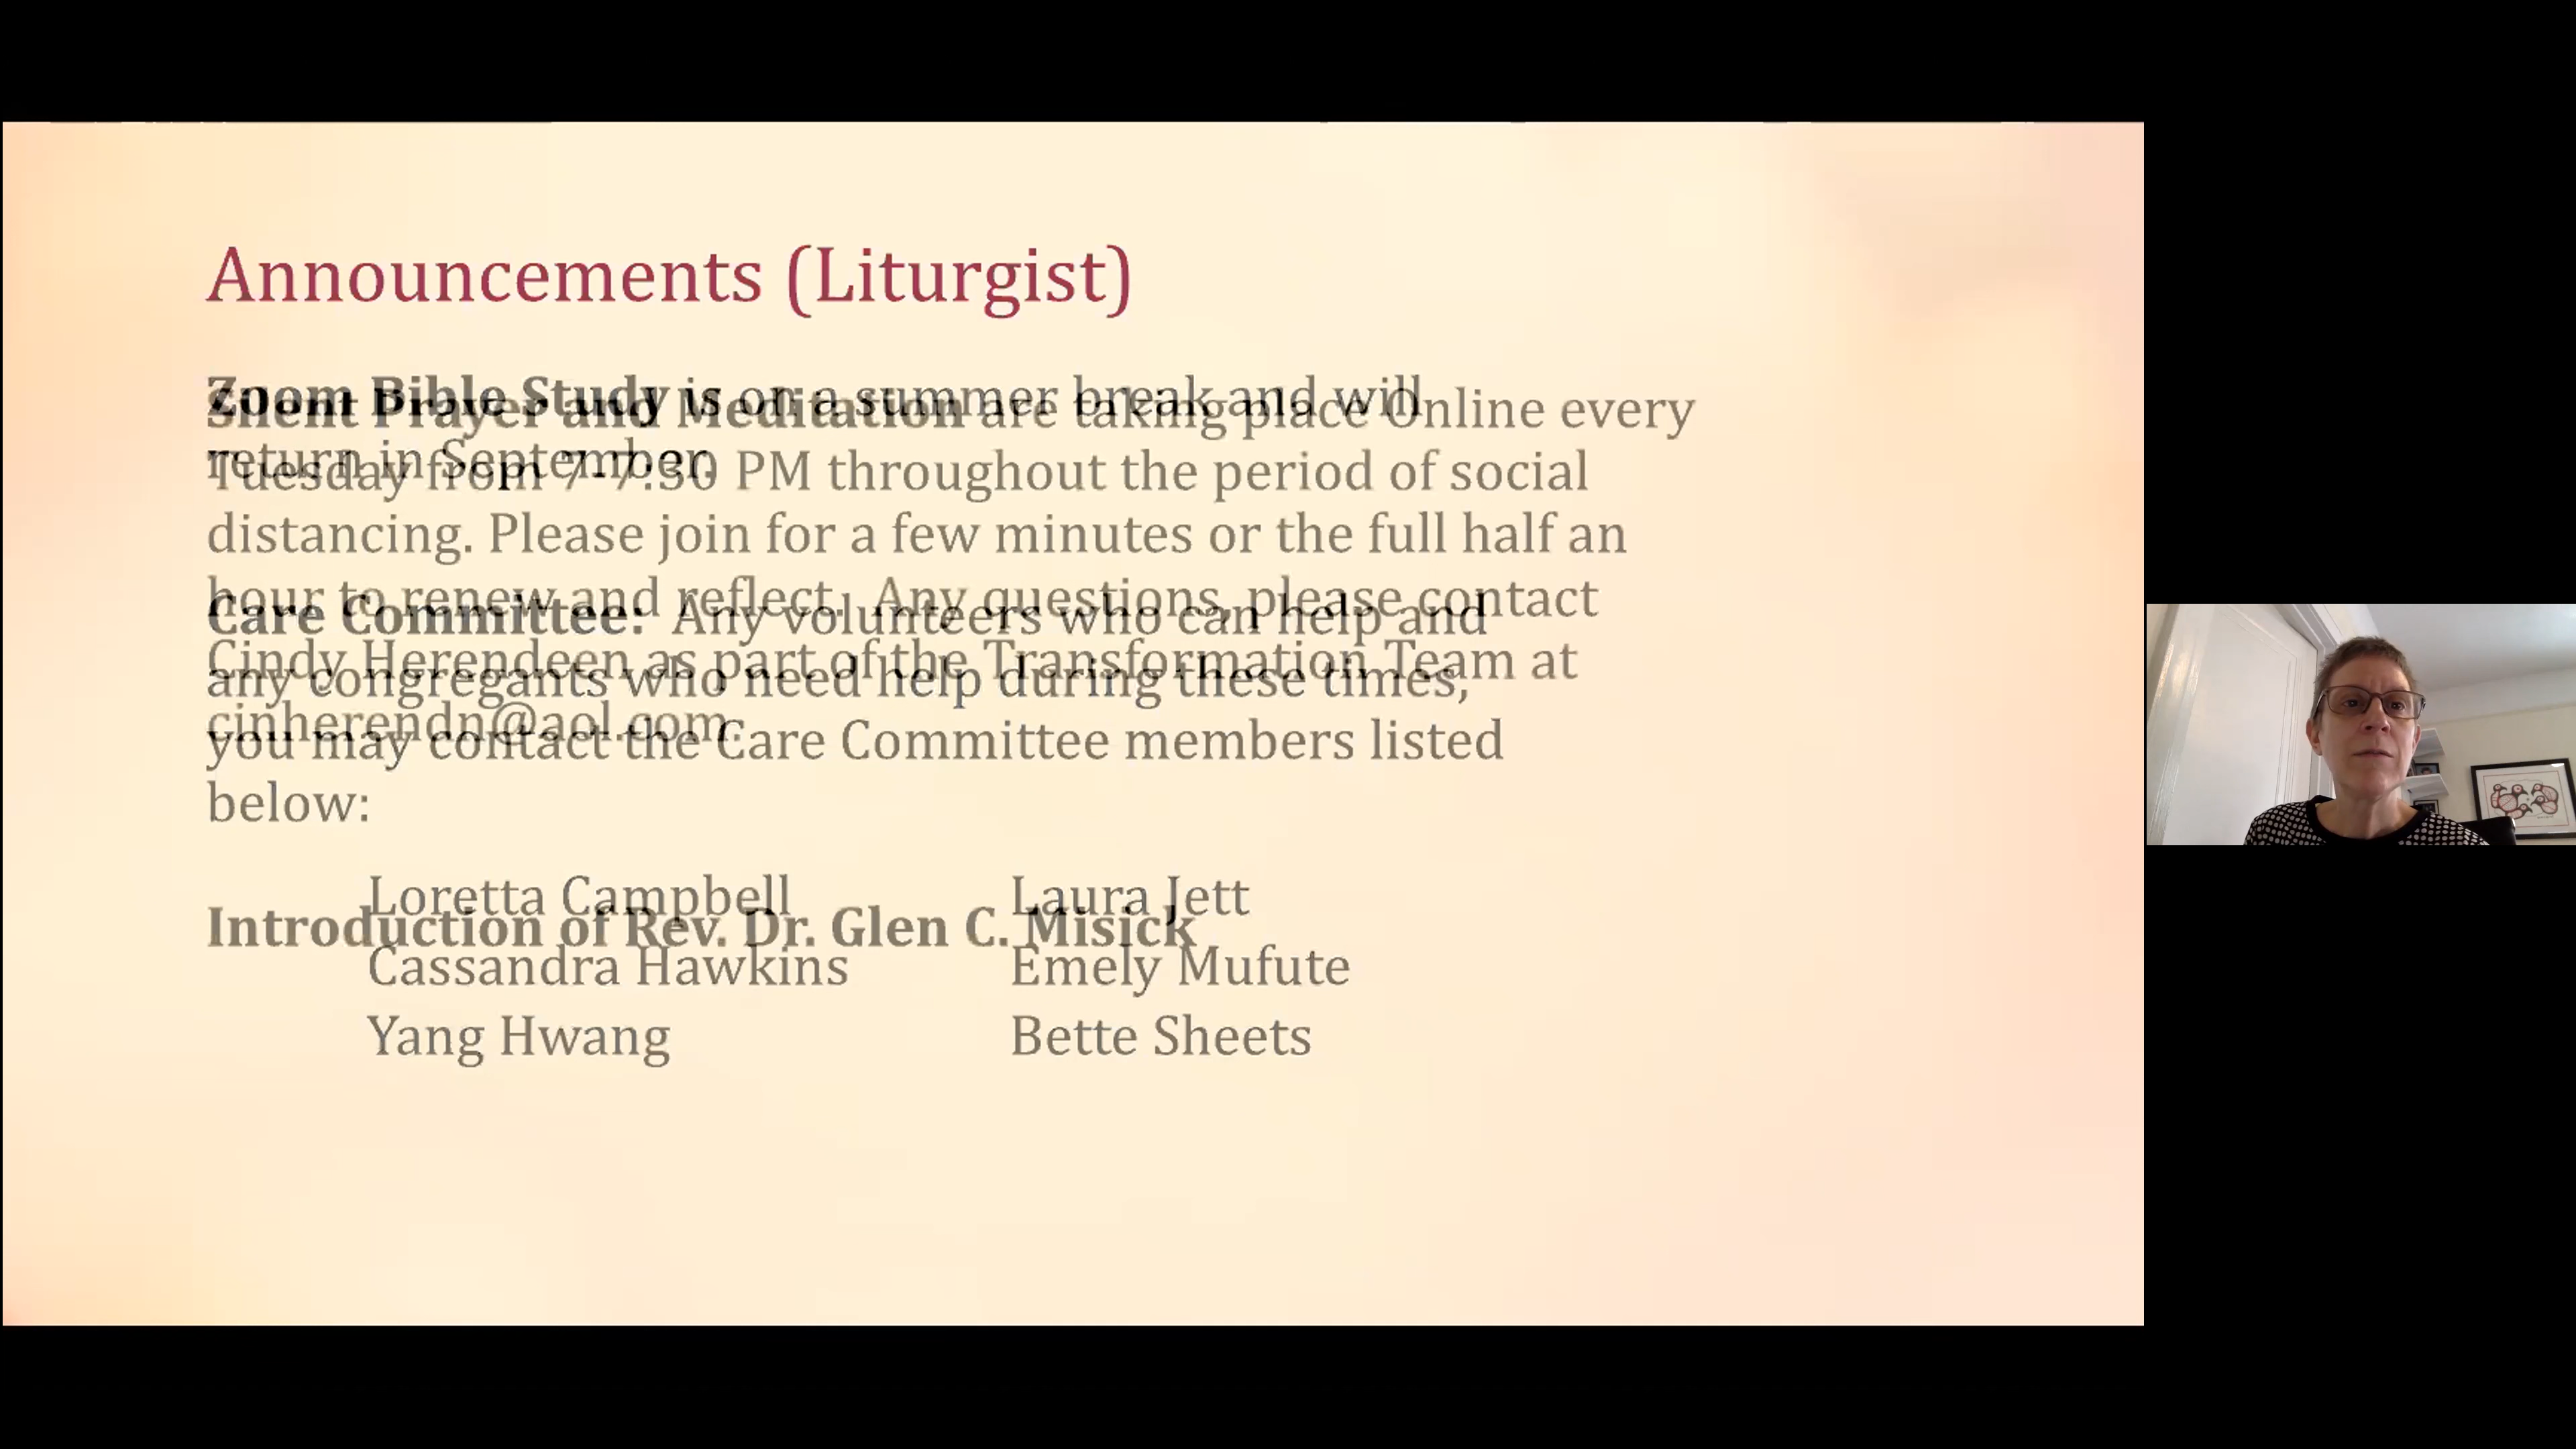 Announcements (Liturgist)
Zoom Bible Study is on a summer break and will
return in September.
Care Committee: Any volunteers who can help and
any congregants who need help during these times,
you may contact the Care Committee members listed
below:
Loretta Campbell Laura Jett
Cassandra Hawkins Emely Mufute
Yang Hwang Bette Sheets
Silent Prayer and Meditation are taking place Online every
Tuesday from 7-7:30 PM throughout the period of social
distancing. Please join for a few minutes or the full half an
hour to renew and reflect. Any questions, please contact
Cindy Herendeen as part of the Transformation Team at
cinherendn@aol.com.
Introduction of Rev. Dr. Glen C. Misick